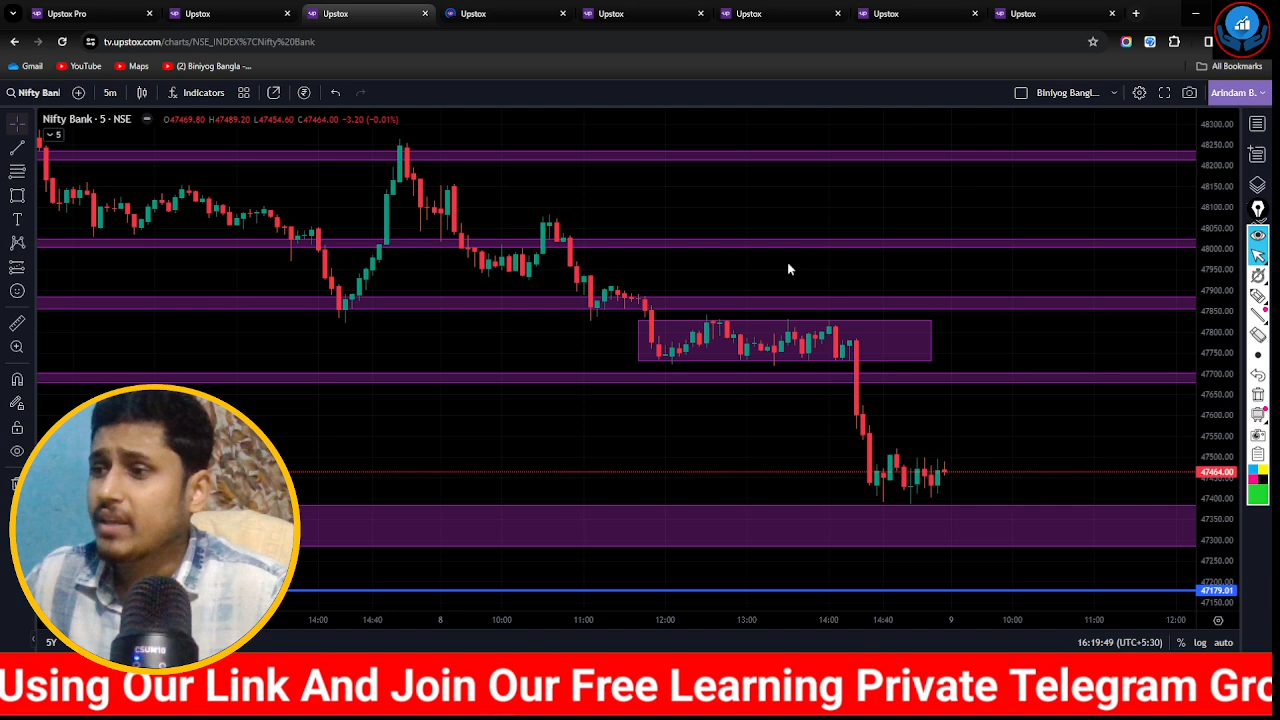 Upstox Pro
Upstox
Upstox
Upstox
Upstox
Upstox
Upstox
Upstox
tv.upstox.com/charts/NSE_INDEX%7CNifty%20Bank
Gmail
YouTube
Maps
(2) Biniyog Bangla -...
All Bookmarks
Nifty Ban
5m
Indicators
Biniyog Bangl...
Arindam B.
Nifty Bank · 5 · NSE
O47469.80 H47489.20 L47454.60 C47464.00 -3.20 (-0.01%)
5
48300.00
48250.00
48200.00
48150.00
48100.00
48050.00
48000.00
47950.00
47900.00
47850.00
47800.00
47750.00
47700.00
47650.00
47600.00
47550.00
47500.00
47464.00
47450.00
47400.00
47350.00
47300.00
47250.00
47200.00
47179.01
47150.00
14:00
14:40
8
10:00
11:00
12:00
13:00
14:00
14:40
9
10:00
11:00
12:00
5Y
16:19:49 (UTC+5:30)
%
log
auto
Using Our Link And Join Our Free Learning Private Telegram Gro